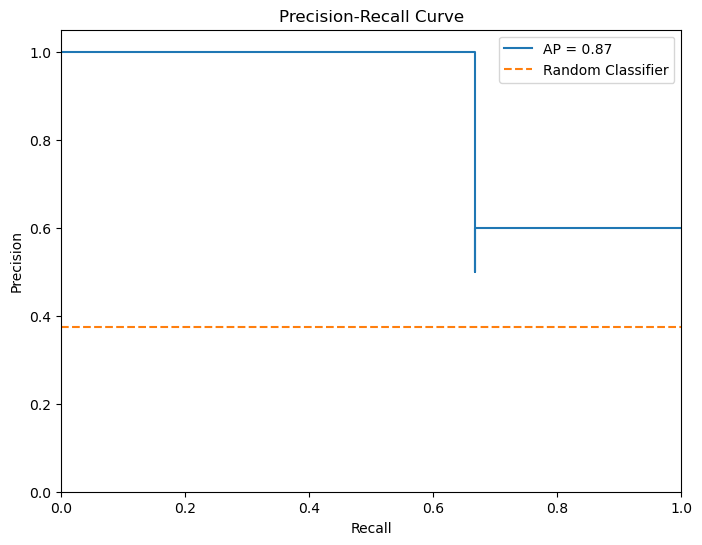 Precision-Recall Curve
AP = 0.87
Random Classifier
Precision
1.0
0.8
0.6
0.4
0.2
0.0
0.0 0.2 0.4 0.6 0.8 1.0
Recall